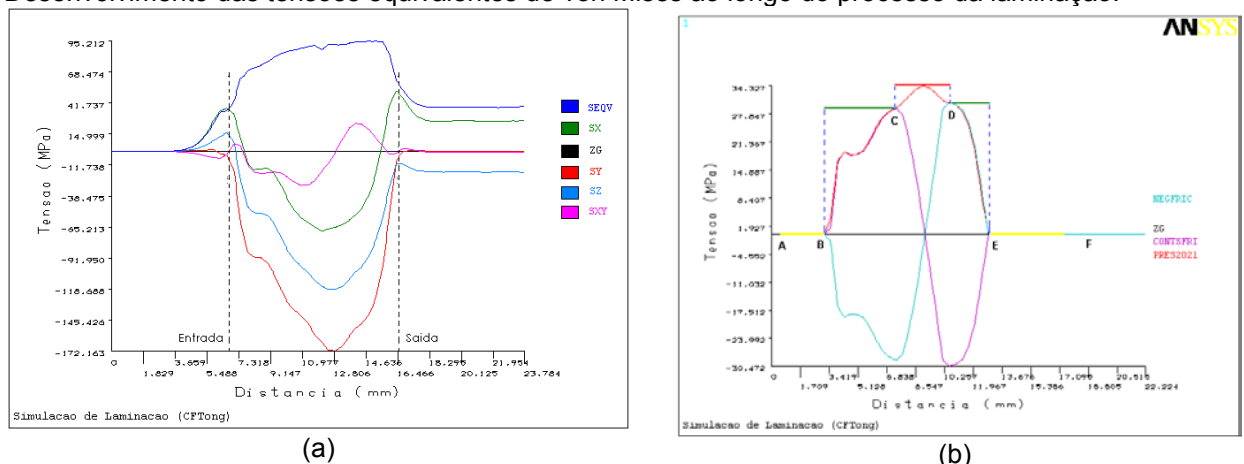 Desenvolvimento das tensões equivalentes de von Mises ao longo do processo da laminação.
95.212
68.474
41.737
14.999
-11.738
-38.475
-65.213
-91.950
-118.688
-145.426
-172.163
Tensao (MPa)
Entrada
Saida
0
3.659
7.318
10.977
14.636
18.295
21.954
1.829
5.488
9.147
12.806
16.466
20.125
23.784
Distancia (mm)
SEQV
SX
ZG
SY
SZ
SXY
Simulacao de Laminacao (CFTong)
(a)
1
ANSYS
34.327
27.847
21.367
14.887
8.407
1.927
-4.552
-11.032
-17.512
-23.992
-30.472
Tensao (MPa)
A
B
C
D
E
F
0
3.419
6.838
10.257
13.676
17.095
20.515
1.709
5.128
8.547
11.967
15.386
18.805
22.224
Distancia (mm)
NEGFRIC
ZG
CONTSFRI
PRES2021
Simulacao de Laminacao (CFTong)
(b)